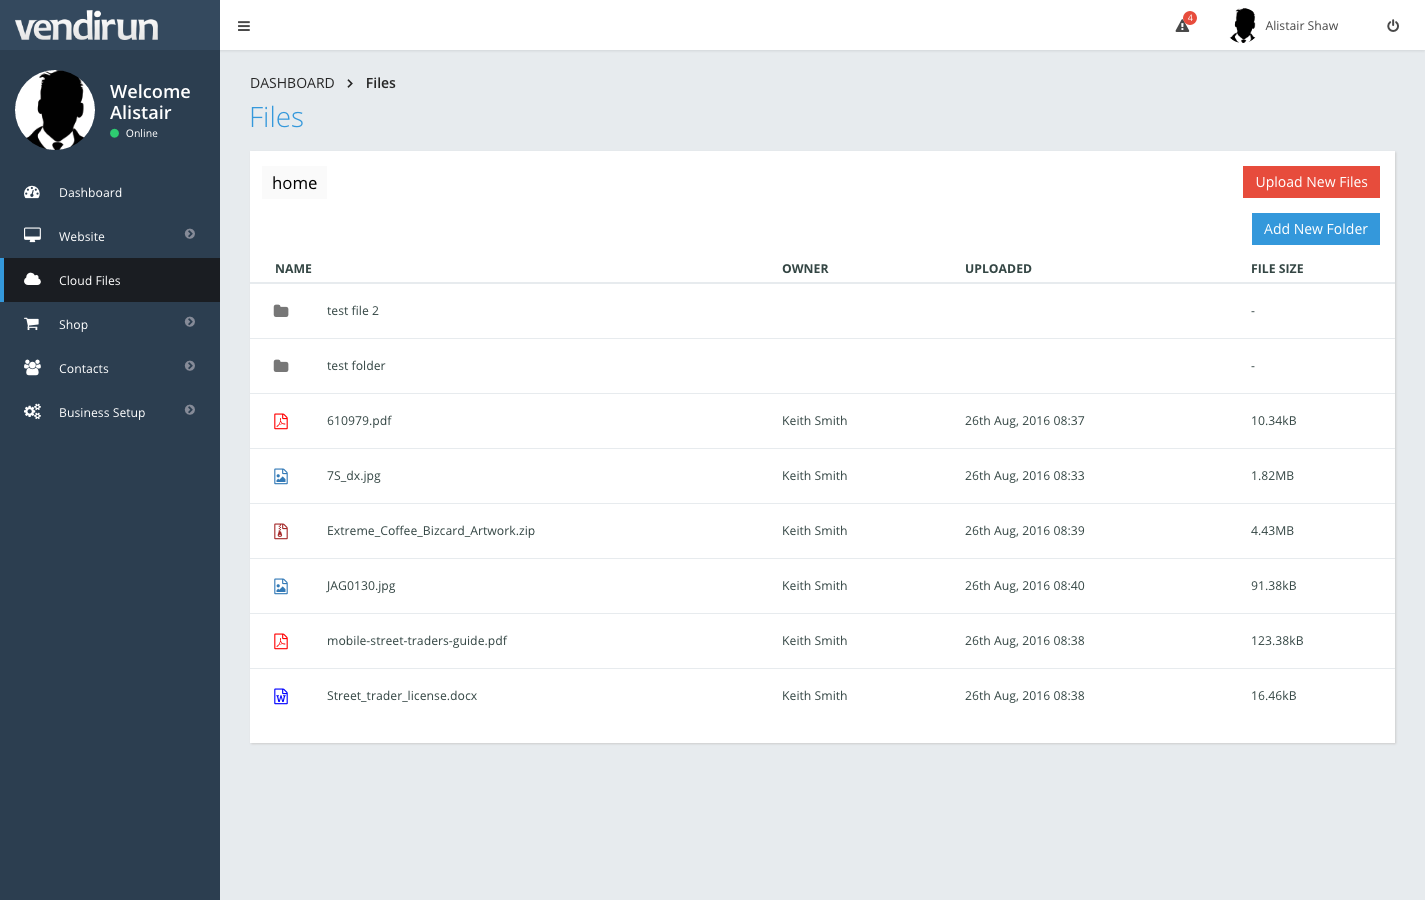 vendirun
4
Alistair Shaw
Welcome
Alistair
Online
Dashboard
Website
Cloud Files
Shop
Contacts
Business Setup
DASHBOARD > Files
Files
home
Upload New Files
Add New Folder
NAME OWNER UPLOADED FILE SIZE
test file 2 -
test folder -
610979.pdf Keith Smith 26th Aug, 2016 08:37 10.34kB
7S_dx.jpg Keith Smith 26th Aug, 2016 08:33 1.82MB
Extreme_Coffee_Bizcard_Artwork.zip Keith Smith 26th Aug, 2016 08:39 4.43MB
JAG0130.jpg Keith Smith 26th Aug, 2016 08:40 91.38kB
mobile-street-traders-guide.pdf Keith Smith 26th Aug, 2016 08:38 123.38kB
Street_trader_license.docx Keith Smith 26th Aug, 2016 08:38 16.46kB